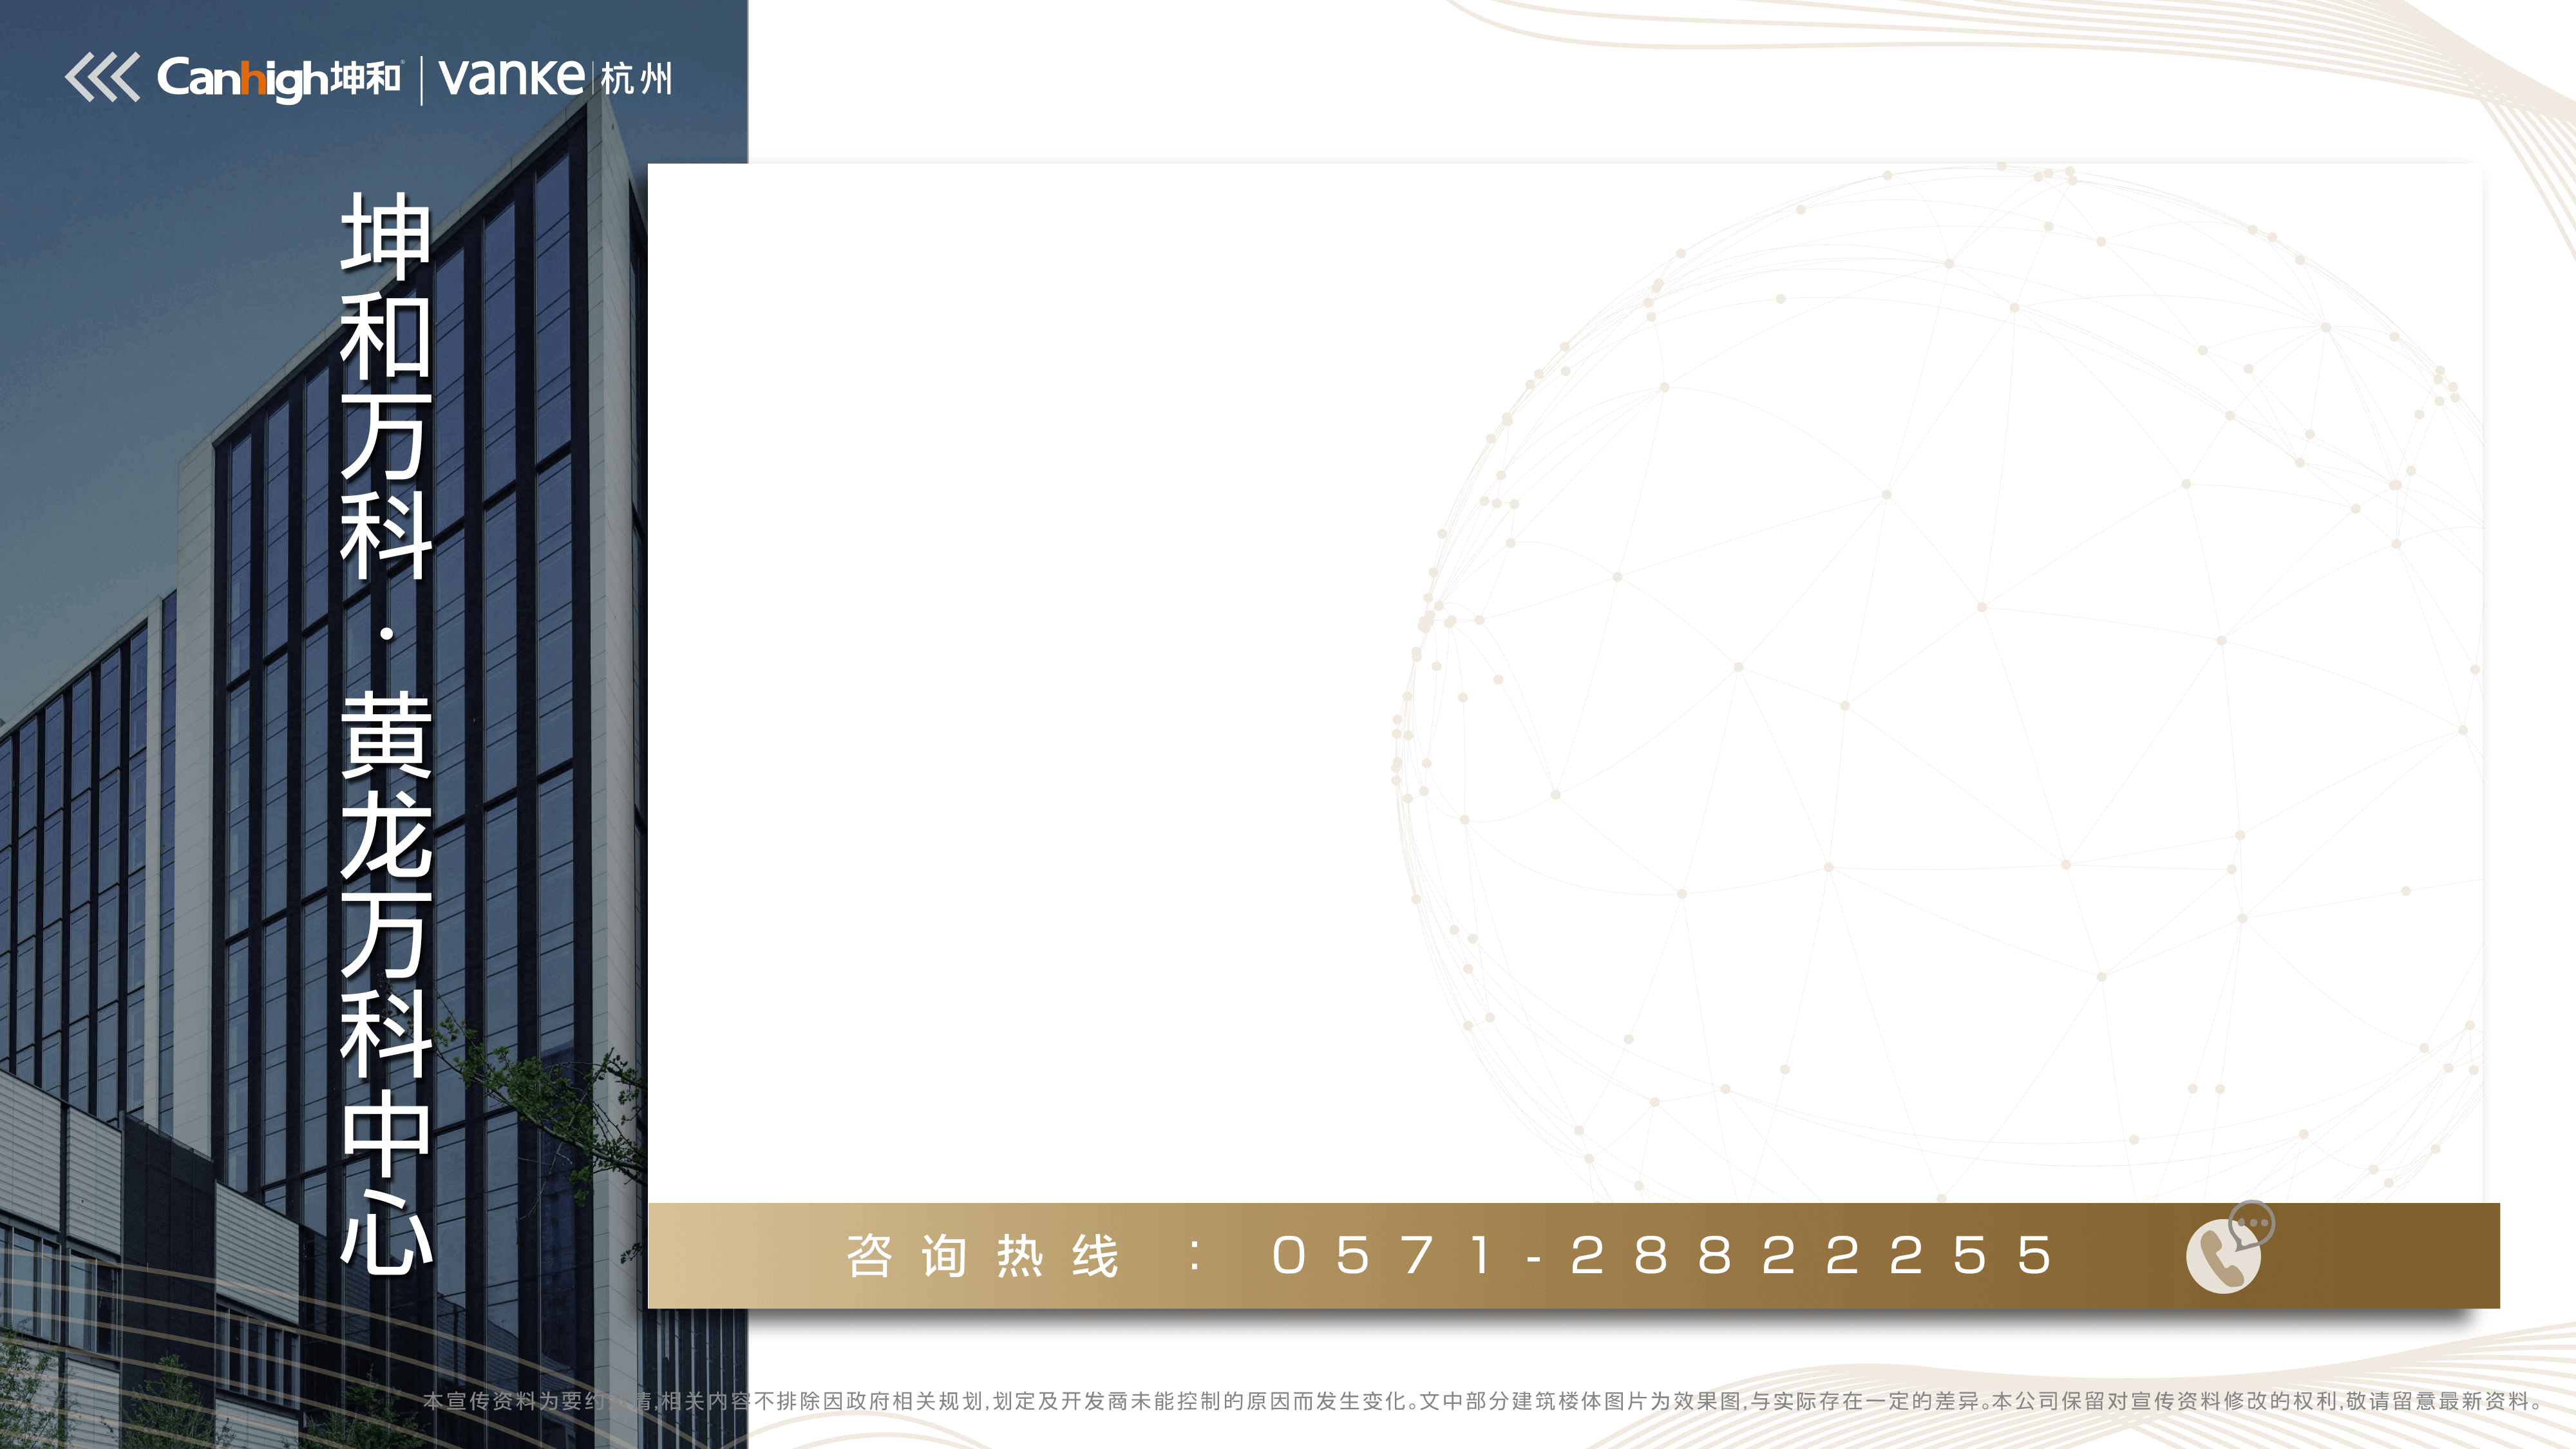 Canhigh坤和 vanke 杭州
坤和万科·黄龙万科中心
咨询热线：0571-28822255
本宣传资料为要约 请,相关内容不排除因政府相关规划,划定及开发商未能控制的原因而发生变化。文中部分建筑楼体图片为效果图,与实际存在一定的差异。本公司保留对宣传资料修改的权利,敬请留意最新资料。